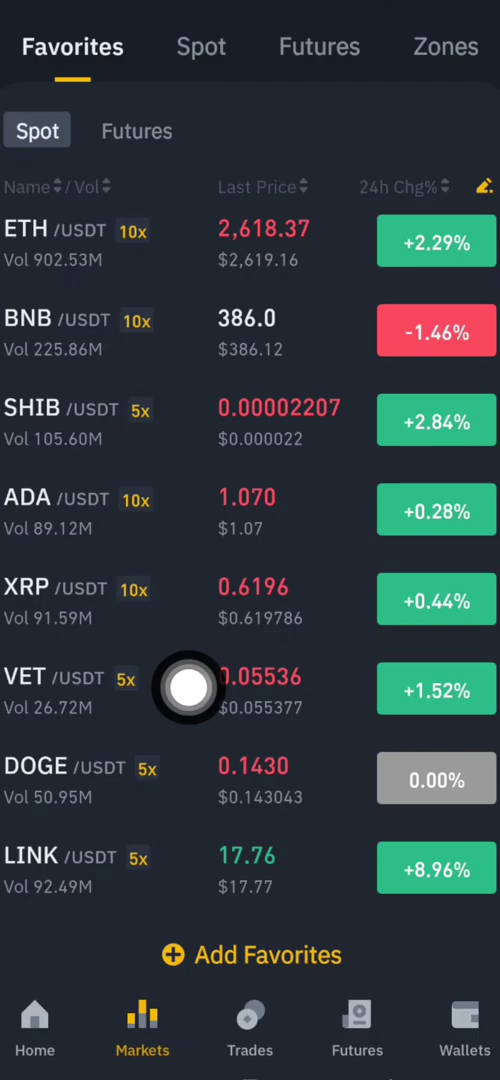 Favorites Spot Futures Zones
Spot Futures
Name / Vol Last Price 24h Chg%
ETH /USDT 10x 2,618.37 +2.29%
Vol 902.53M $2,619.16
BNB /USDT 10x 386.0 -1.46%
Vol 225.86M $386.12
SHIB /USDT 5x 0.00002207 +2.84%
Vol 105.60M $0.000022
ADA /USDT 10x 1.070 +0.28%
Vol 89.12M $1.07
XRP /USDT 10x 0.6196 +0.44%
Vol 91.59M $0.619786
VET /USDT 5x 0.05536 +1.52%
Vol 26.72M $0.055377
DOGE /USDT 5x 0.1430 0.00%
Vol 50.95M $0.143043
LINK /USDT 5x 17.76 +8.96%
Vol 92.49M $17.77
Add Favorites
Home Markets Trades Futures Wallets